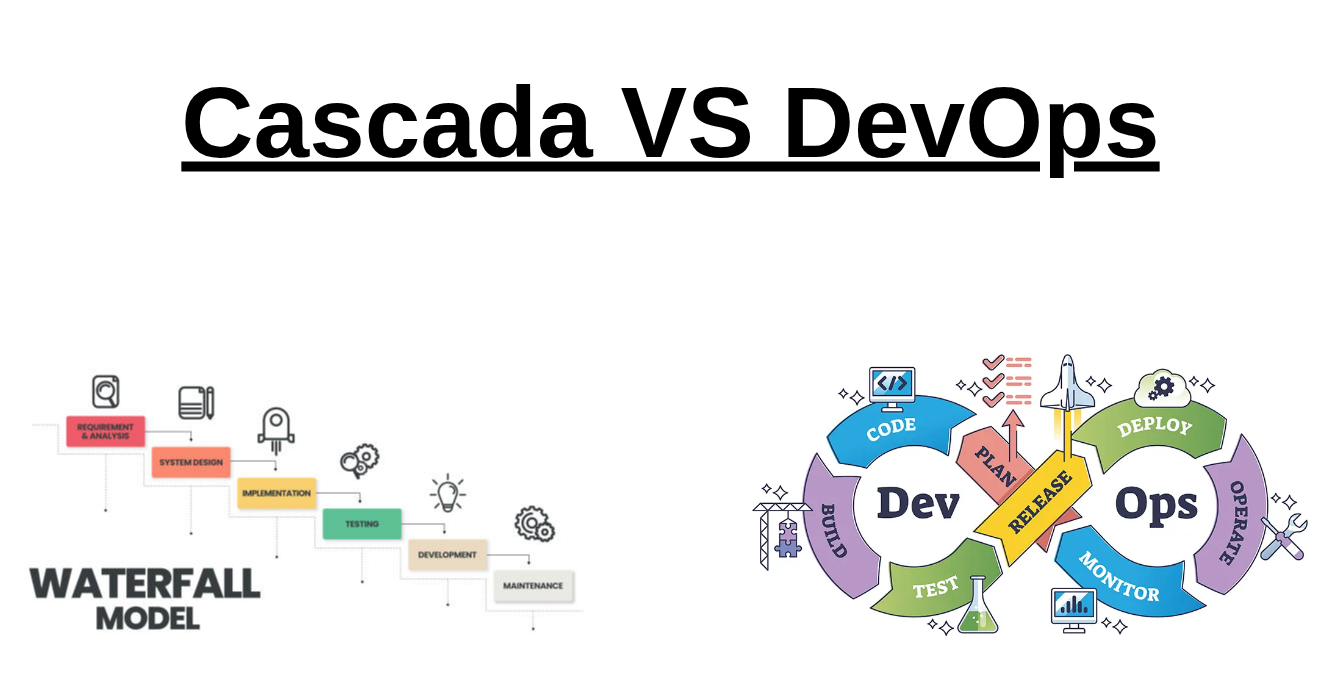 Cascada VS DevOps
REQUIREMENT
& ANALYSIS
SYSTEM DESIGN
IMPLEMENTATION
TESTING
DEVELOPMENT
MAINTENANCE
WATERFALL
MODEL
CODE
PLAN
RELEASE
DEPLOY
BUILD
Dev
Ops
OPERATE
TEST
MONITOR